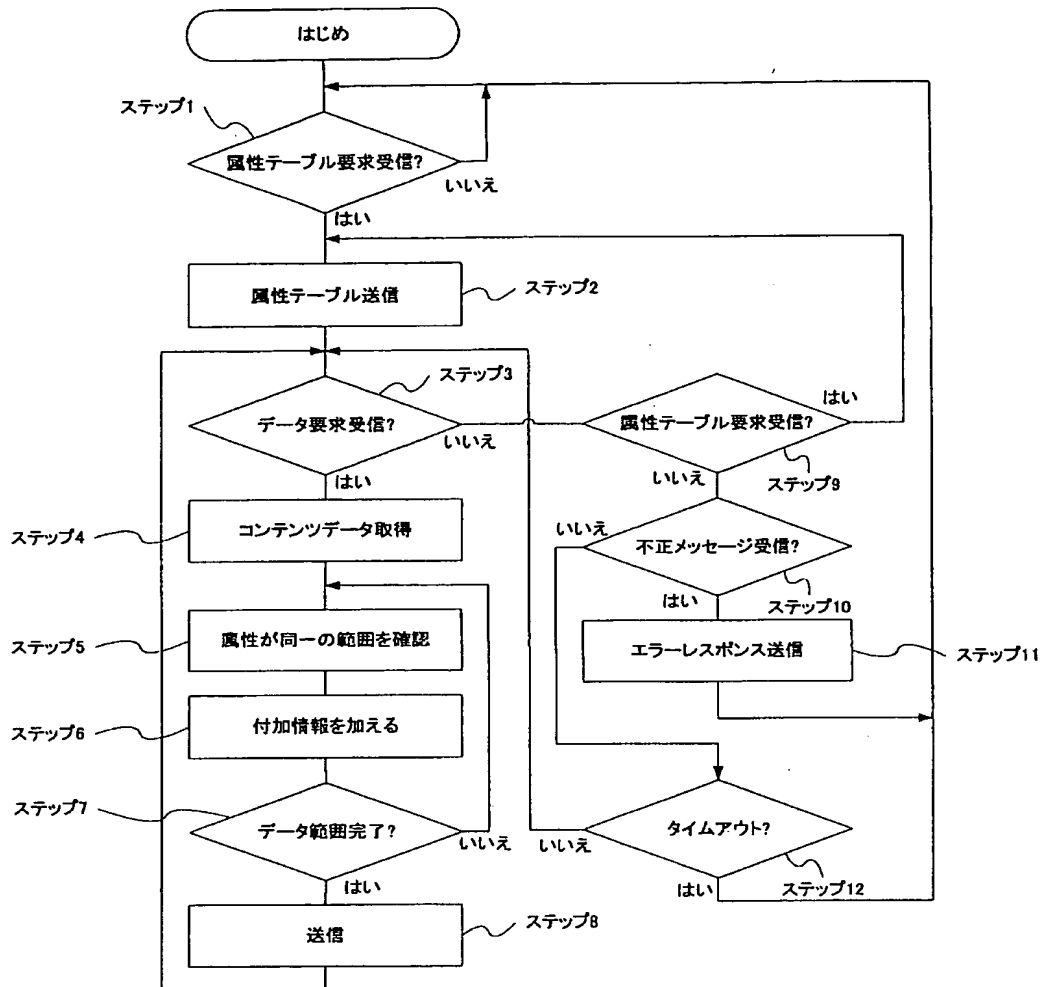 はじめ
ステップ1
属性テーブル要求受信?
いいえ
はい
属性テーブル送信
ステップ2
ステップ3
データ要求受信?
いいえ
はい
属性テーブル要求受信?
はい
いいえ
ステップ9
ステップ4
コンテンツデータ取得
いいえ
不正メッセージ受信?
はい
ステップ10
ステップ5
属性が同一の範囲を確認
エラーレスポンス送信
ステップ11
ステップ6
付加情報を加える
ステップ7
データ範囲完了?
いいえ
はい
いいえ
タイムアウト?
はい
ステップ12
送信
ステップ8